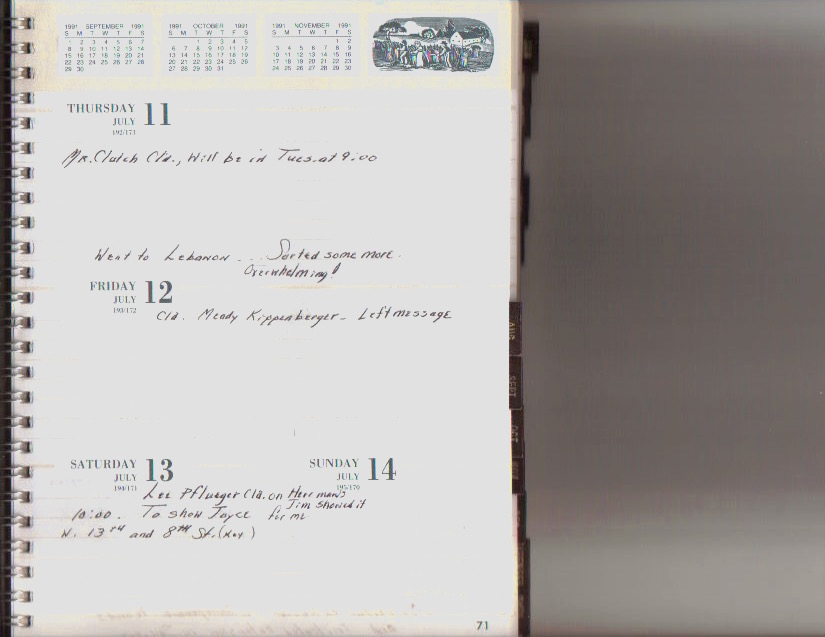 1991 SEPTEMBER 1991
S M T W T F S
1 2 3 4 5 6 7
8 9 10 11 12 13 14
15 16 17 18 19 20 21
22 23 24 25 26 27 28
29 30
1991 OCTOBER 1991
S M T W T F S
1 2 3 4 5
6 7 8 9 10 11 12
13 14 15 16 17 18 19
20 21 22 23 24 25 26
27 28 29 30 31
1991 NOVEMBER 1991
S M T W T F S
1 2
3 4 5 6 7 8 9
10 11 12 13 14 15 16
17 18 19 20 21 22 23
24 25 26 27 28 29 30
THURSDAY 11
JULY
192/173
Mr. Clutch Cld., Will be in Tues. at 9:00
Went to Lebanon ... Sorted some more.
Overwhelming!
FRIDAY 12
JULY
193/172
Cld. Mendy Kippenberger - Left message
SATURDAY 13
JULY
194/171
SUNDAY 14
JULY
195/170
Lee Pflueger Cld. on Hermans
10:00. To show Joyce
Jim showed it
for me
N. 13th and 8th St. (Key)
AUG
SEPT
OCT
71